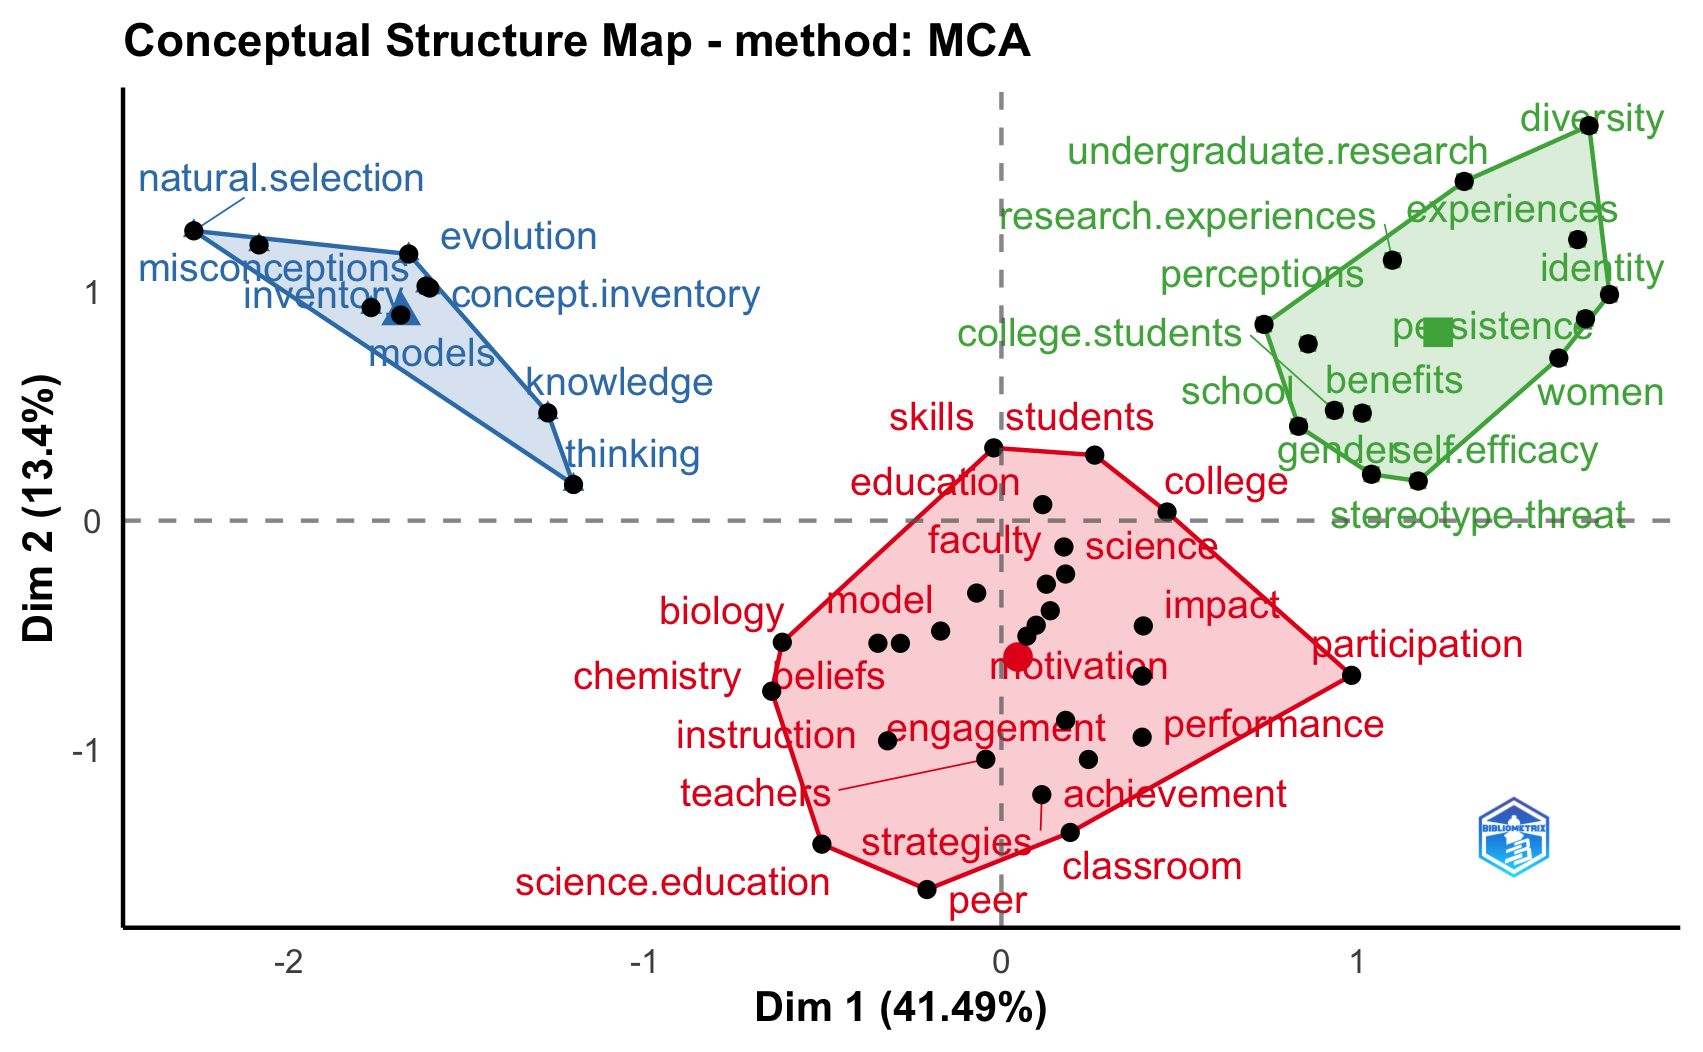 Conceptual Structure Map - method: MCA
diversity
undergraduate.research
natural.selection
research.experiences
experiences
evolution
misconceptions
perceptions
identity
inventory
concept.inventory
1
college.students
persistence
models
knowledge
school
benefits
women
skills
students
thinking
gender
self.efficacy
education
college
stereotype.threat
0
faculty
science
model
biology
impact
participation
chemistry
beliefs
motivation
instruction
engagement
performance
-1
teachers
achievement
strategies
BIBLIOMETRIX
classroom
science.education
peer
-2
-1
0
1
Dim 1 (41.49%)
Dim 2 (13.4%)